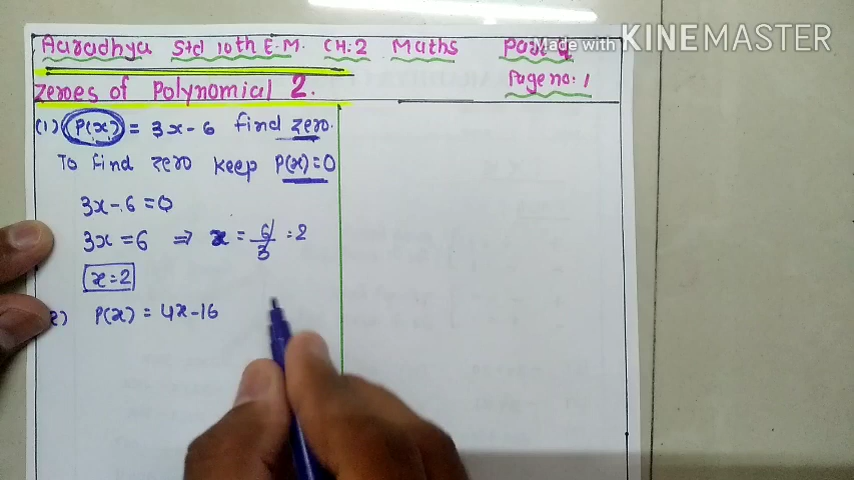 Aaradhya Std 10th E.M. CH:2 Maths
Made with KINEMASTER
Page no: 1
Zeroes of Polynomial 2.
(1) P(x) = 3x-6 find zero.
To find zero keep P(x)=0
3x-6=0
3x=6 ⇒ x = 6/3 = 2
x=2
P(x) = 4x-16